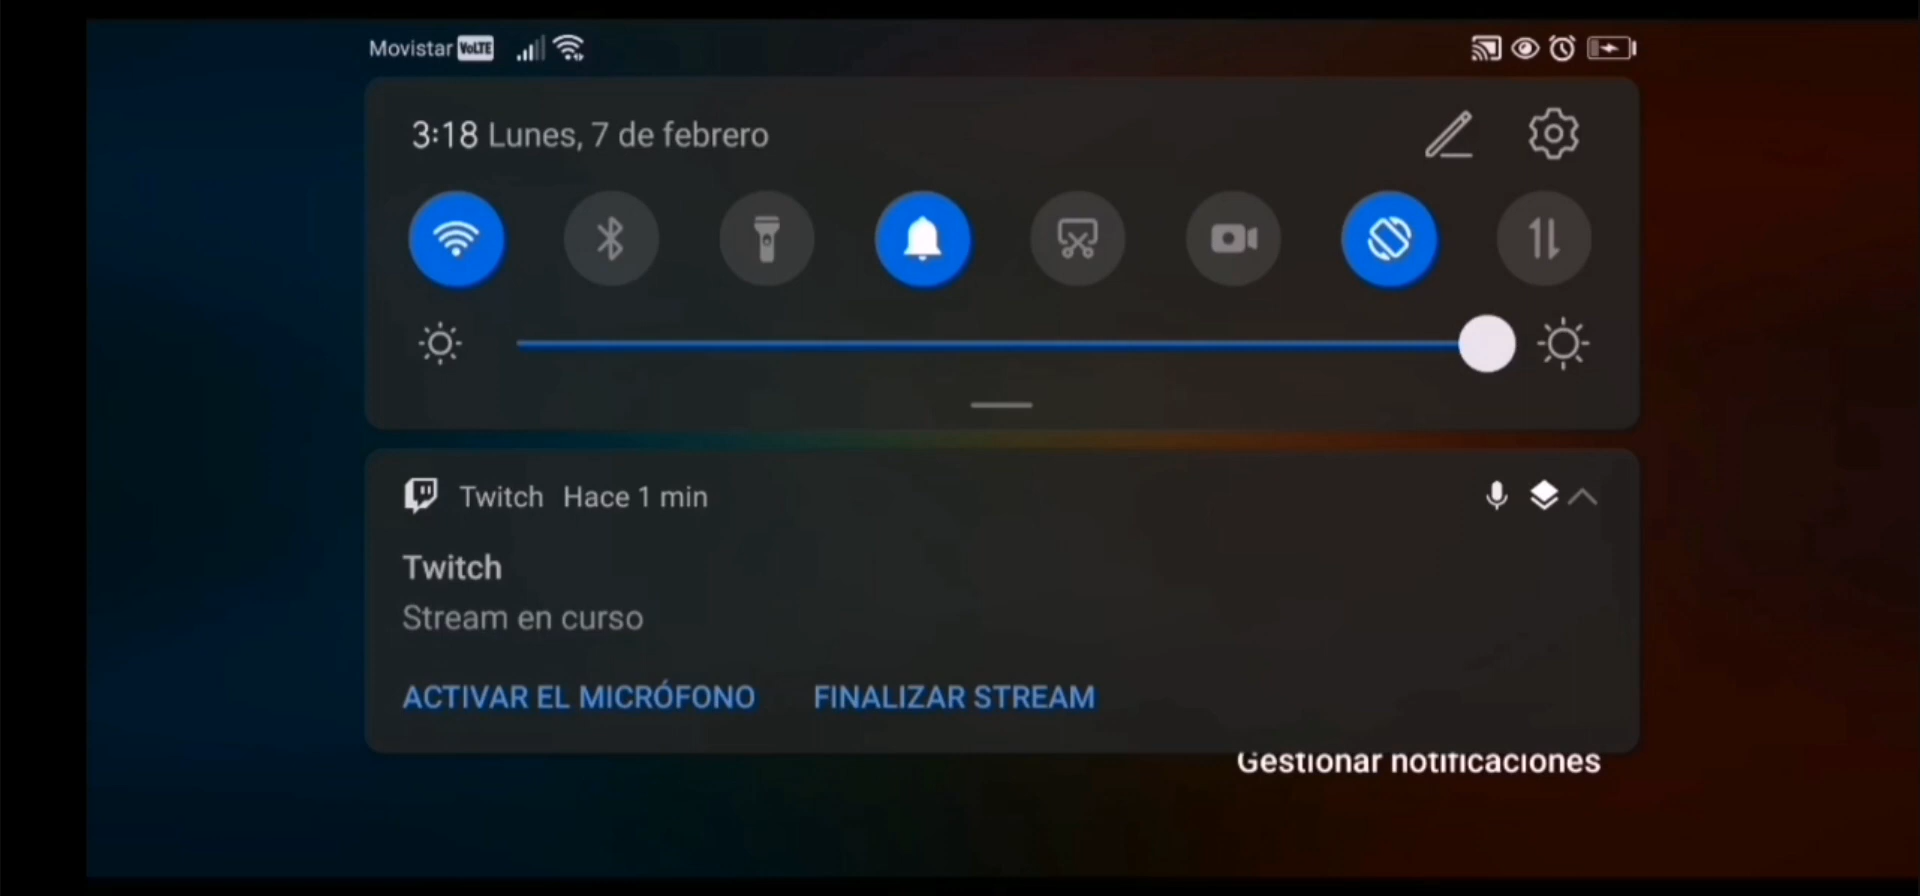 Movistar VoLTE
3:18 Lunes, 7 de febrero
Twitch Hace 1 min
Twitch
Stream en curso
ACTIVAR EL MICRÓFONO FINALIZAR STREAM
Gestionar notificaciones